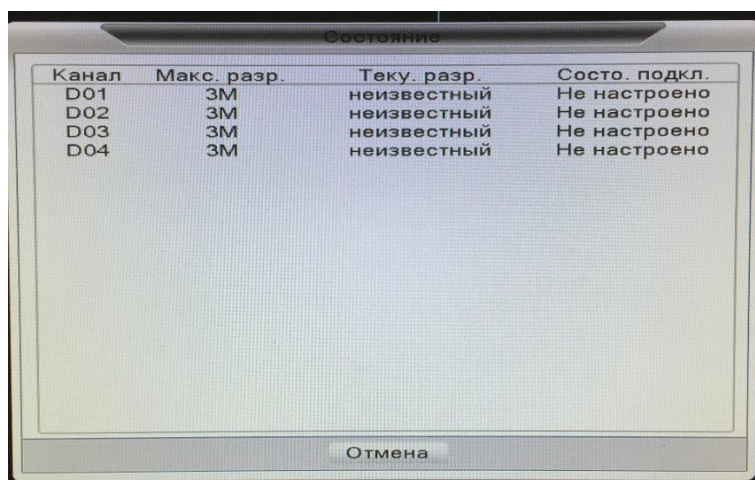 Состояние
Канал Макс. разр. Теку. разр. Состо. подкл.
D01 3M неизвестный Не настроено
D02 3M неизвестный Не настроено
D03 3M неизвестный Не настроено
D04 3M неизвестный Не настроено
Отмена